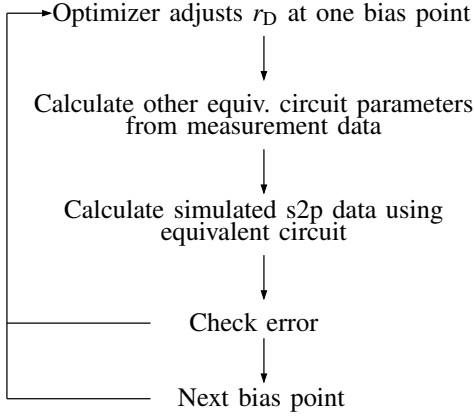 Optimizer adjusts r_D at one bias point
Calculate other equiv. circuit parameters
from measurement data
Calculate simulated s2p data using
equivalent circuit
Check error
Next bias point